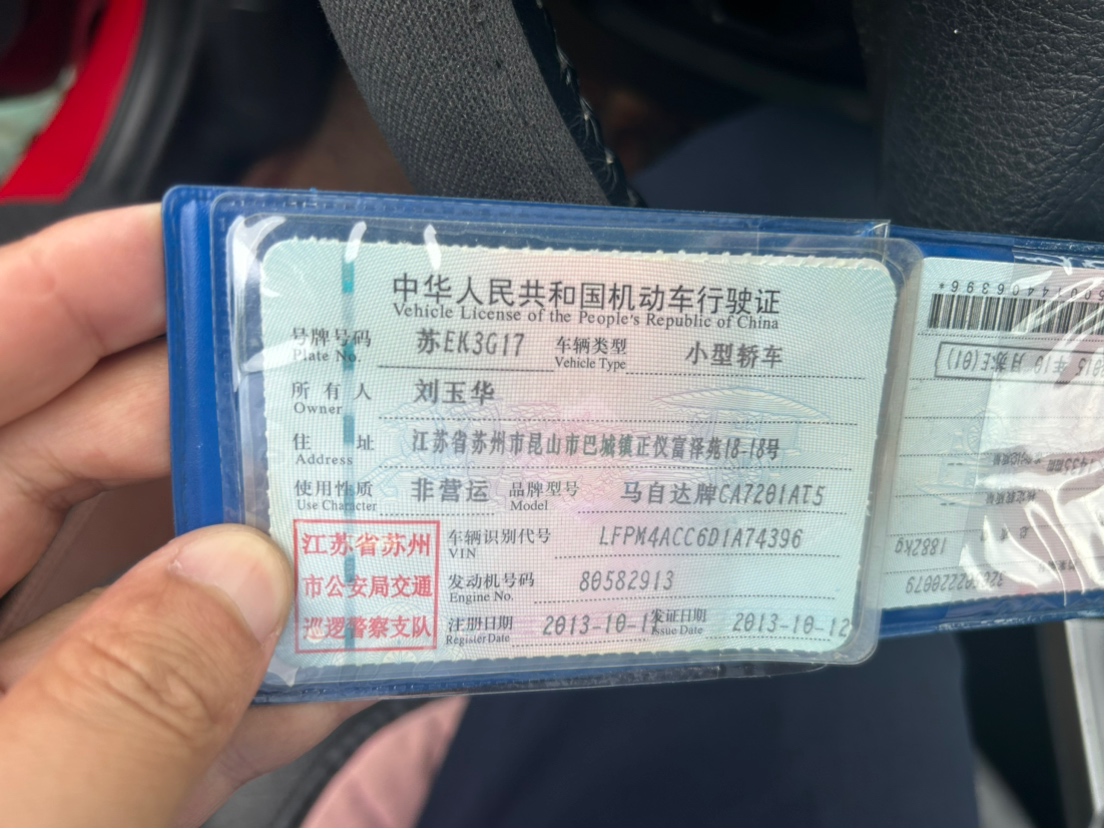 中华人民共和国机动车行驶证
Vehicle License of the People's Republic of China
号牌号码 苏EK3G17 车辆类型 小型轿车
Plate No. Vehicle Type
所有人 刘玉华
Owner
住址 江苏省苏州市昆山市巴城镇正仪富泽苑18-18号
Address
使用性质 非营运 品牌型号 马自达牌CA7201AT5
Use Character Model
江苏省苏州
市公安局交通
巡逻警察支队
车辆识别代号 LFPM4ACC6D1A74396
VIN
发动机号码 80582913
Engine No.
注册日期 2013-10-1 发证日期 2013-10-12
Register Date Issue Date
1882kg